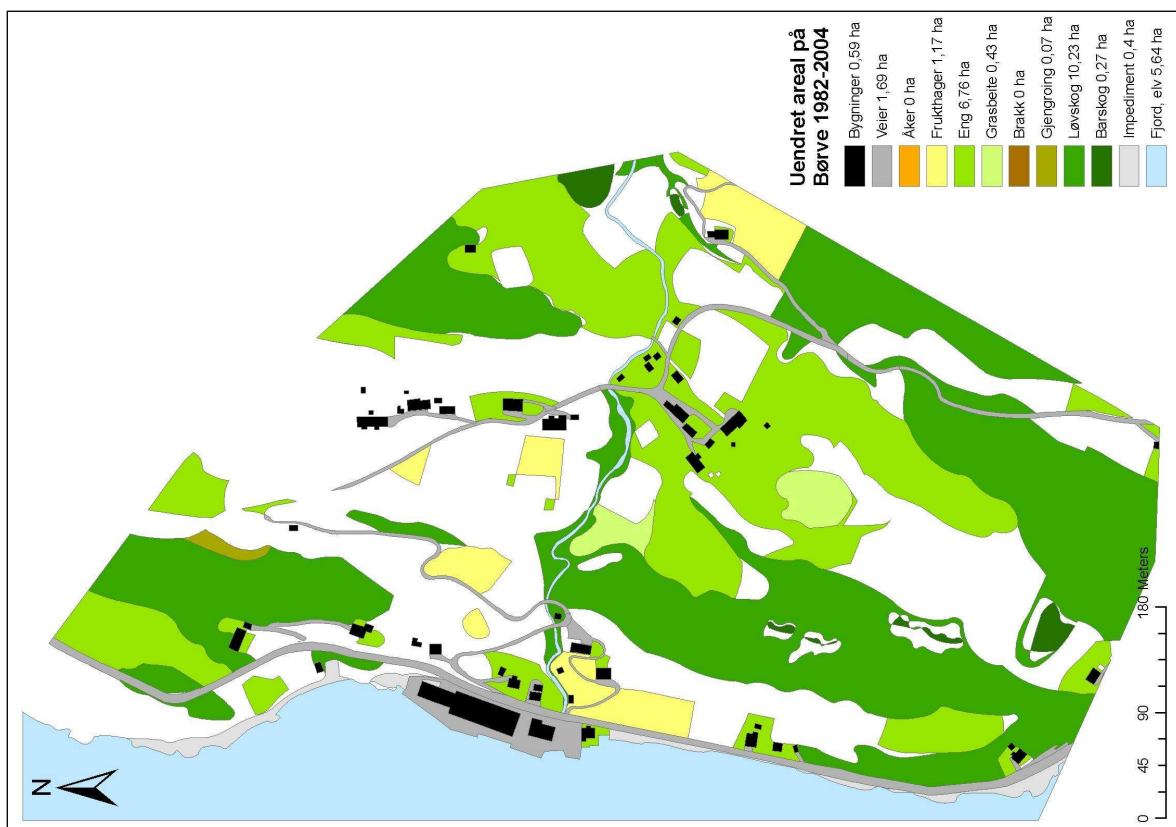 Uendret areal på
Børve 1982-2004
Bygninger 0,59 ha
Veier 1,69 ha
Åker 0 ha
Frukthager 1,17 ha
Eng 6,76 ha
Grasbeite 0,43 ha
Brakk 0 ha
Gjengroing 0,07 ha
Løvskog 10,23 ha
Barskog 0,27 ha
Impediment 0,4 ha
Fjord, elv 5,64 ha
N
0 45 90 180 Meters